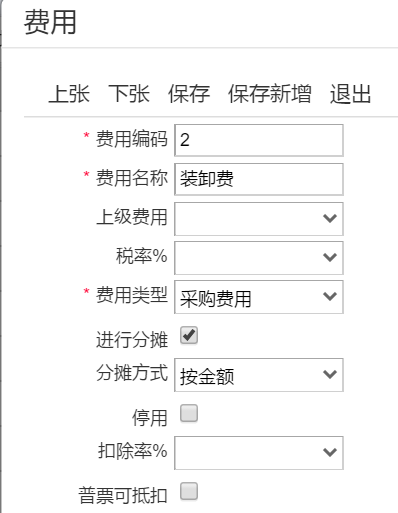 费用
上张 下张 保存 保存新增 退出
* 费用编码 2
* 费用名称 装卸费
上级费用
税率%
* 费用类型 采购费用
进行分摊
分摊方式 按金额
停用
扣除率%
普票可抵扣